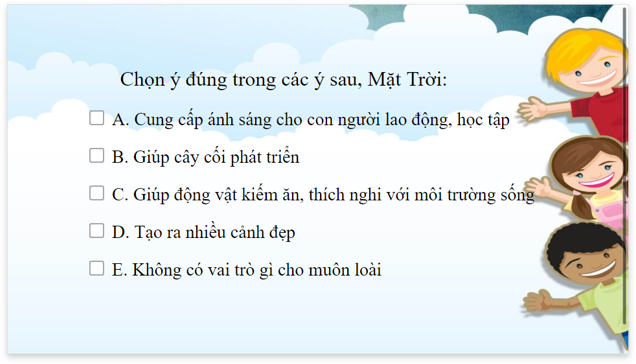 Chọn ý đúng trong các ý sau, Mặt Trời:
A. Cung cấp ánh sáng cho con người lao động, học tập
B. Giúp cây cối phát triển
C. Giúp động vật kiếm ăn, thích nghi với môi trường sống
D. Tạo ra nhiều cảnh đẹp
E. Không có vai trò gì cho muôn loài